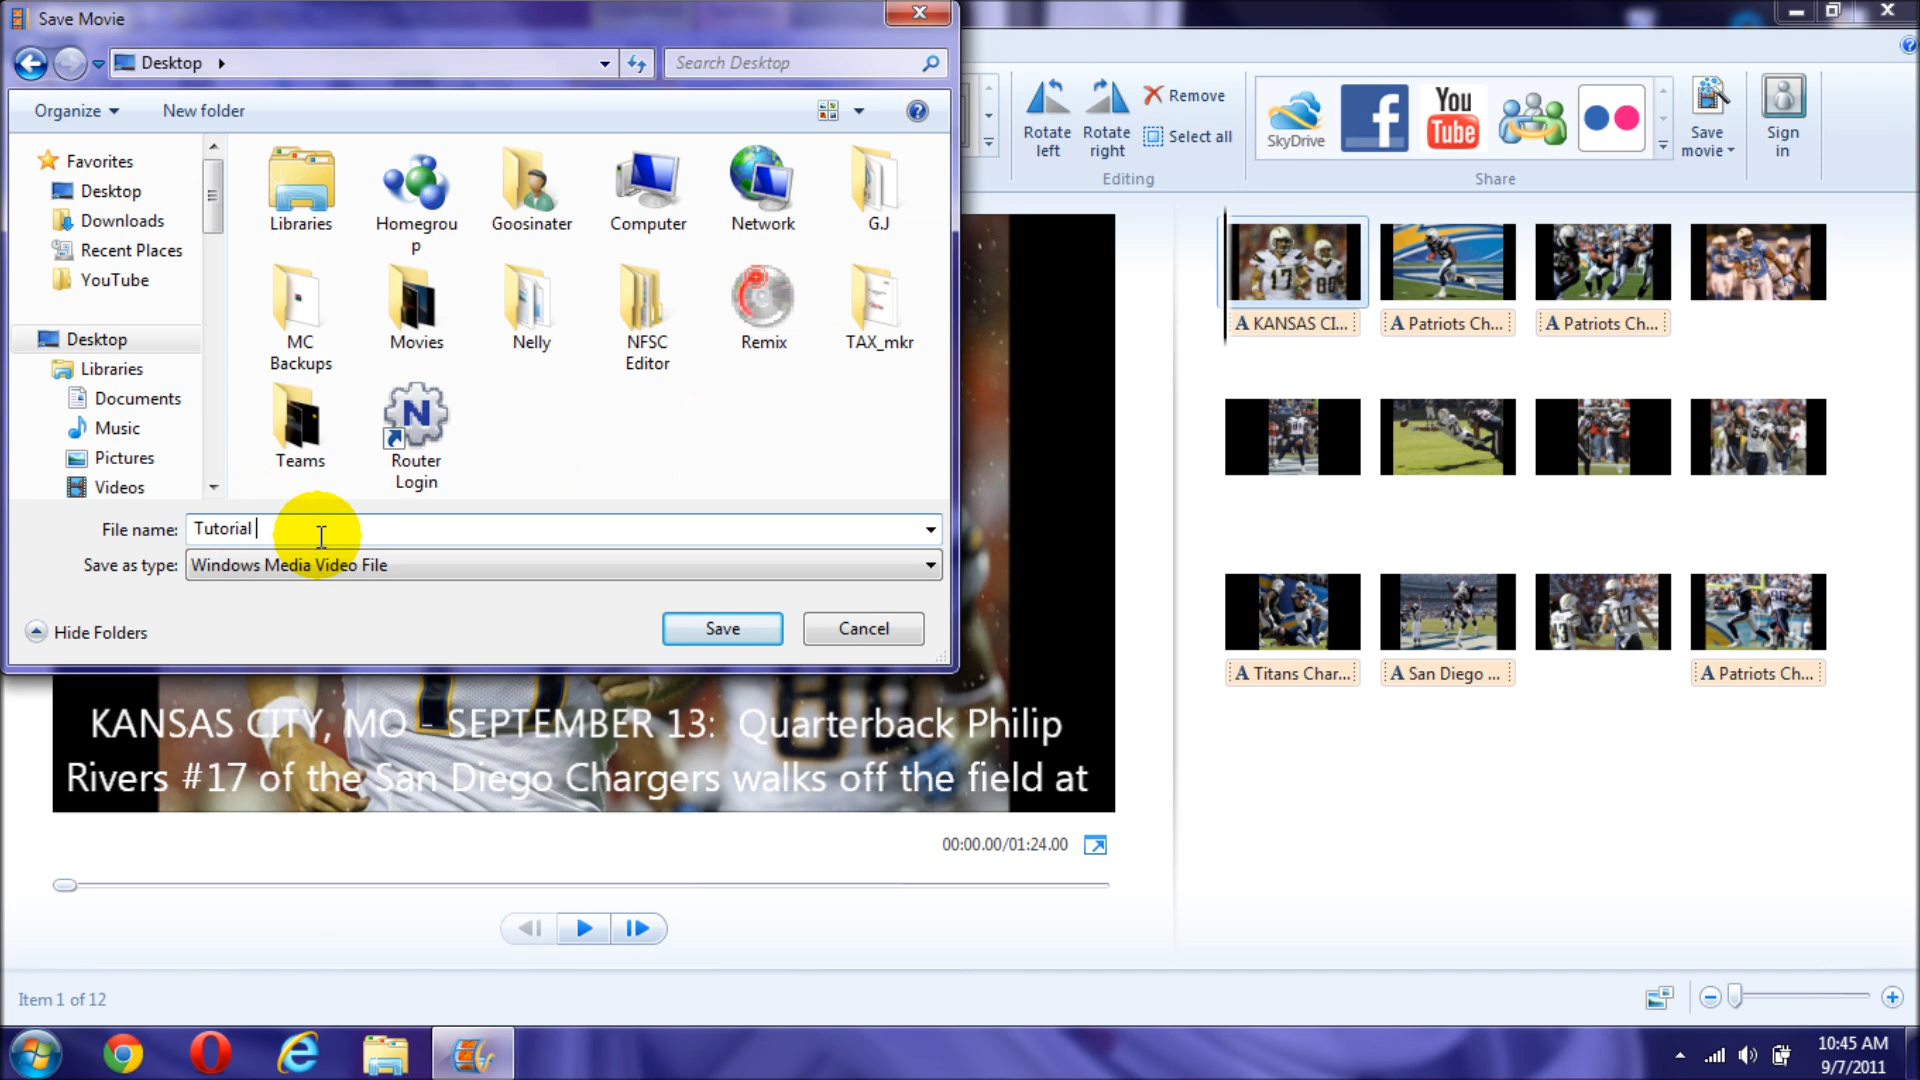 Save Movie
Desktop
Search Desktop
Organize
New folder
Favorites
Desktop
Downloads
Recent Places
YouTube
Desktop
Libraries
Documents
Music
Pictures
Videos
Libraries
Homegrou
p
Goosinater
Computer
Network
GJ
MC
Backups
Movies
Nelly
NFSC
Editor
Remix
TAX_mkr
Teams
N
Router
Login
File name:
Tutorial
Save as type:
Windows Media Video File
Hide Folders
Save
Cancel
Rotate
left
Rotate
right
Remove
Select all
Editing
SkyDrive
f
You
Tube
Save
movie
Sign
in
Share
A KANSAS CI...
A Patriots Ch...
A Patriots Ch...
A Titans Char...
A San Diego ...
A Patriots Ch...
KANSAS CITY, MO - SEPTEMBER 13: Quarterback Philip
Rivers #17 of the San Diego Chargers walks off the field at
00:00.00/01:24.00
Item 1 of 12
10:45 AM
9/7/2011